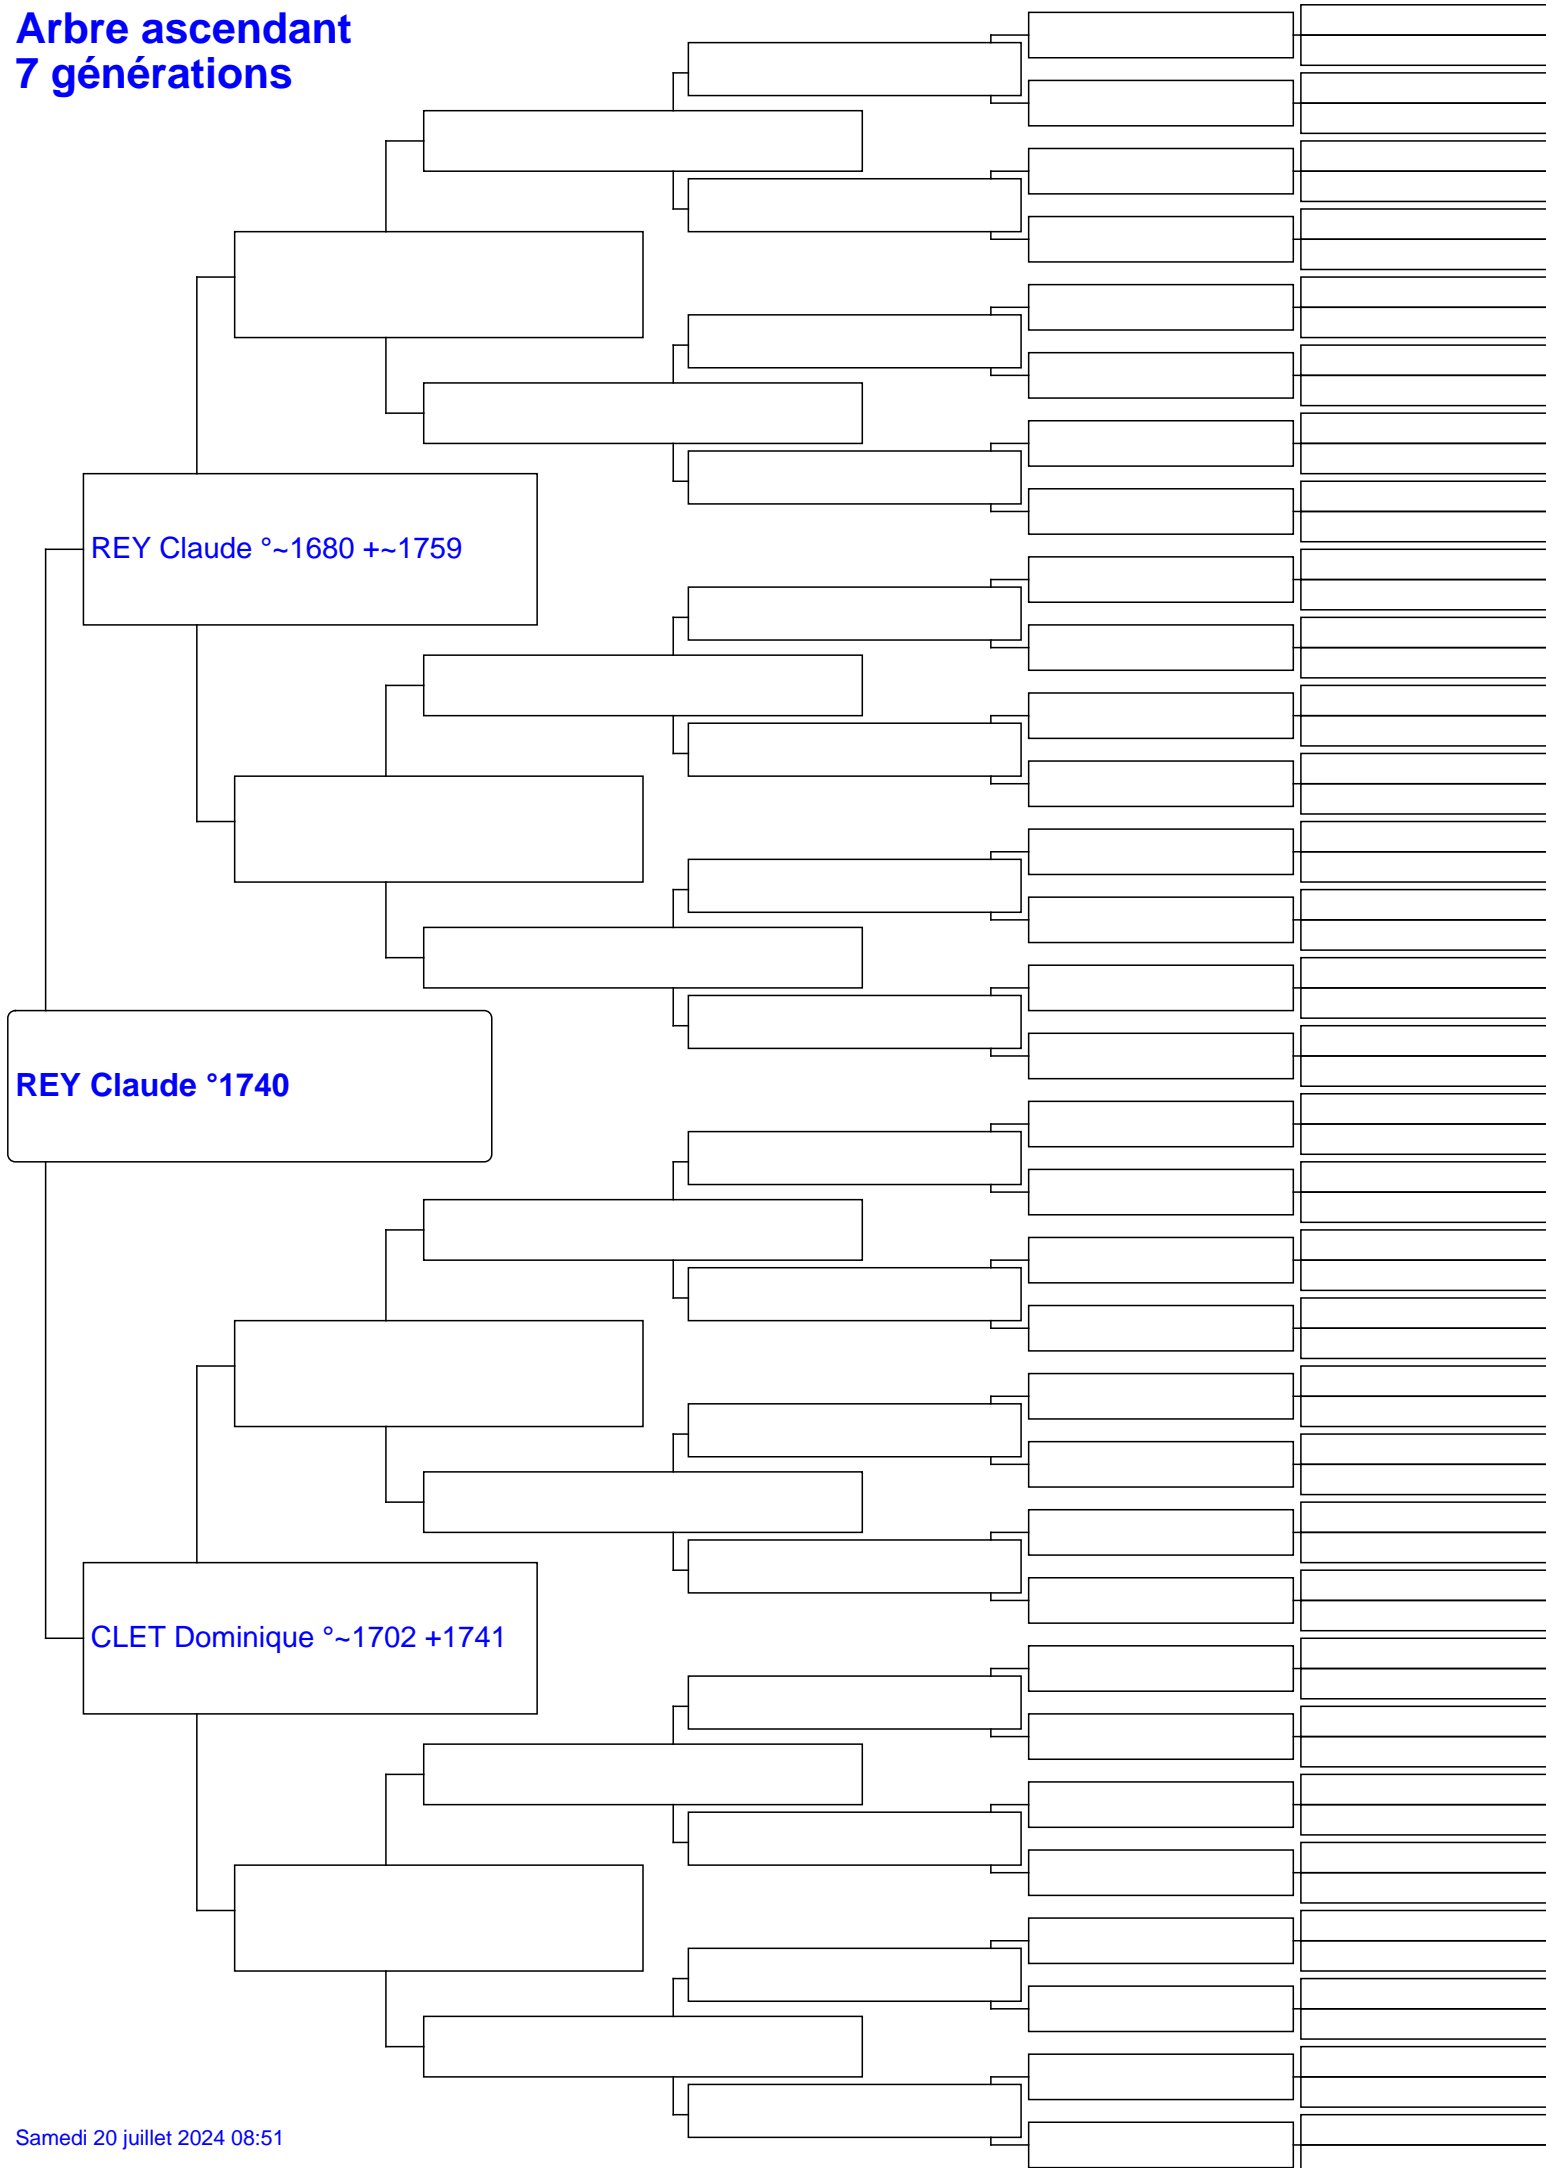 Arbre ascendant
7 générations
REY Claude °~1680 +~1759
REY Claude °1740
CLET Dominique °~1702 +1741
Samedi 20 juillet 2024 08:51